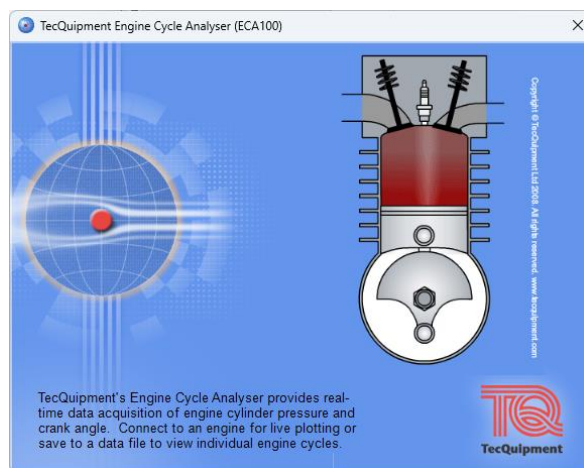 TecQuipment Engine Cycle Analyser (ECA100)
Copyright © TecQuipment Ltd 2008. All rights reserved. www.tecquipment.com
TecQuipment's Engine Cycle Analyser provides real-
time data acquisition of engine cylinder pressure and
crank angle. Connect to an engine for live plotting or
save to a data file to view individual engine cycles.
TQ
TecQuipment